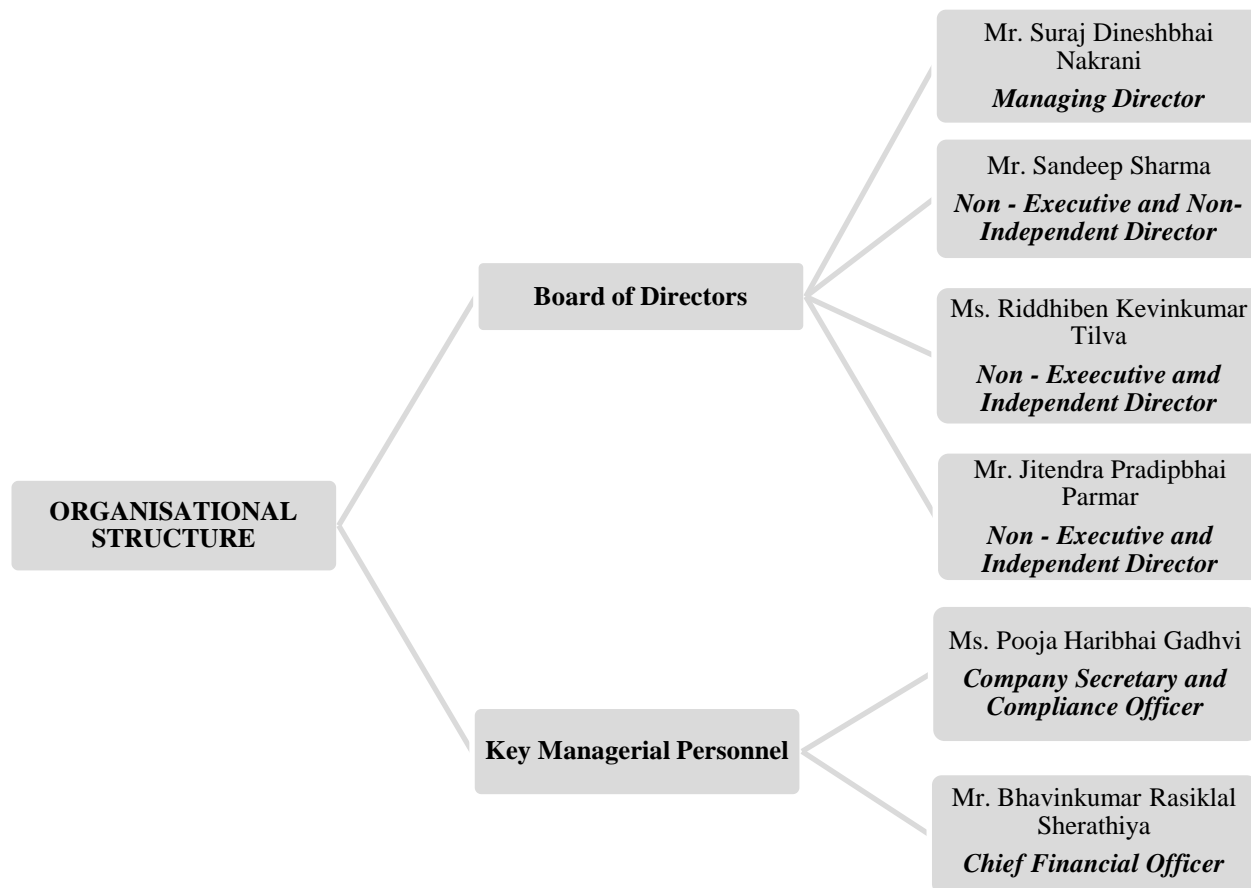 Mr. Suraj Dineshbhai
Nakrani
Managing Director
Mr. Sandeep Sharma
Non - Executive and Non-
Independent Director
Board of Directors
Ms. Riddhiben Kevinkumar
Tilva
Non - Exeecutive amd
Independent Director
Mr. Jitendra Pradipbhai
Parmar
Non - Executive and
Independent Director
ORGANISATIONAL
STRUCTURE
Ms. Pooja Haribhai Gadhvi
Company Secretary and
Compliance Officer
Key Managerial Personnel
Mr. Bhavinkumar Rasiklal
Sherathiya
Chief Financial Officer